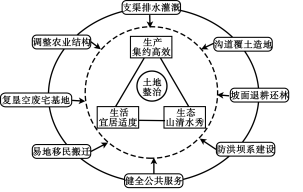 支渠排水灌溉
调整农业结构
沟道覆土造地
生产
集约高效
土地
整治
复垦空废宅基地
坡面退耕还林
生活
宜居适度
生态
山清水秀
易地移民搬迁
防洪坝系建设
健全公共服务